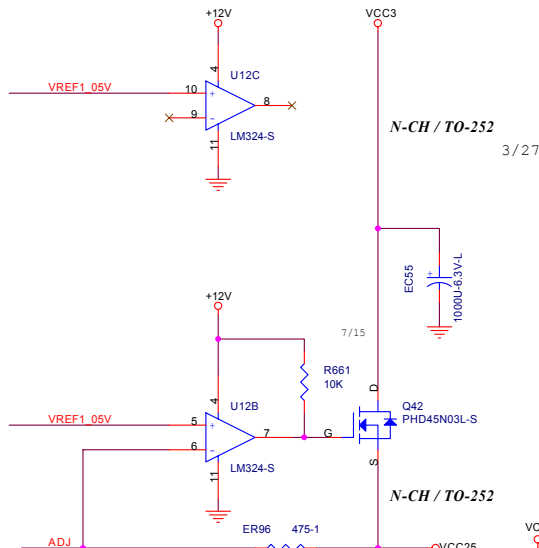 +12V
VCC3
4
U12C
VREF1_05V
10
+
8
9
-
LM324-S
11
N-CH / TO-252
3/27
+
EC55
1000U-6.3V-L
+12V
7/15
R661
10K
D
Q42
PHD45N03L-S
4
U12B
VREF1_05V
5
+
7
G
6
-
LM324-S
11
S
N-CH / TO-252
ER96
475-1
ADJ
VCC25
VC